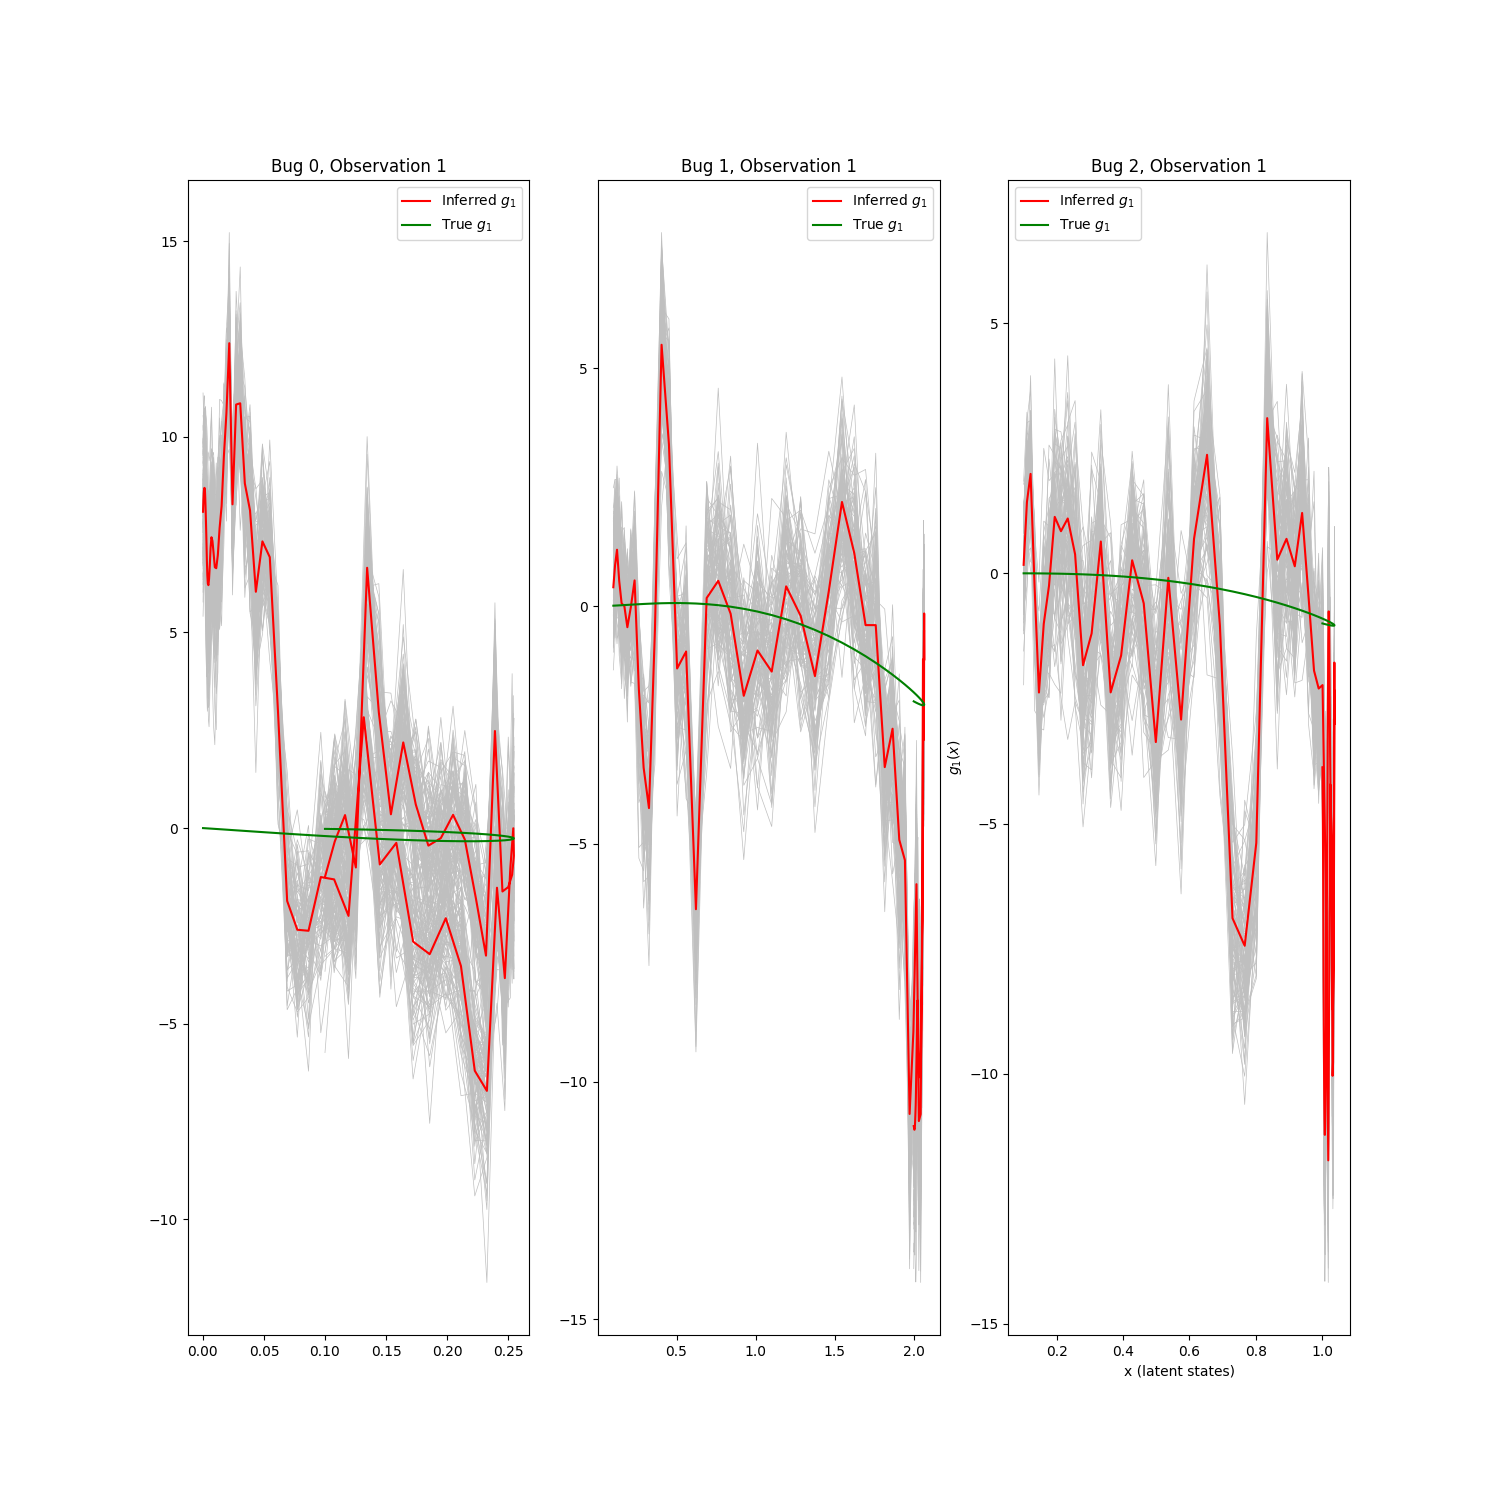 Bug 0, Observation 1
Inferred g₁
True g₁
15
10
5
0
−5
−10
0.00 0.05 0.10 0.15 0.20 0.25
Bug 1, Observation 1
Inferred g₁
True g₁
5
0
−5
−10
−15
0.5 1.0 1.5 2.0
Bug 2, Observation 1
Inferred g₁
True g₁
g₁(x)
5
0
−5
−10
−15
0.2 0.4 0.6 0.8 1.0
x (latent states)